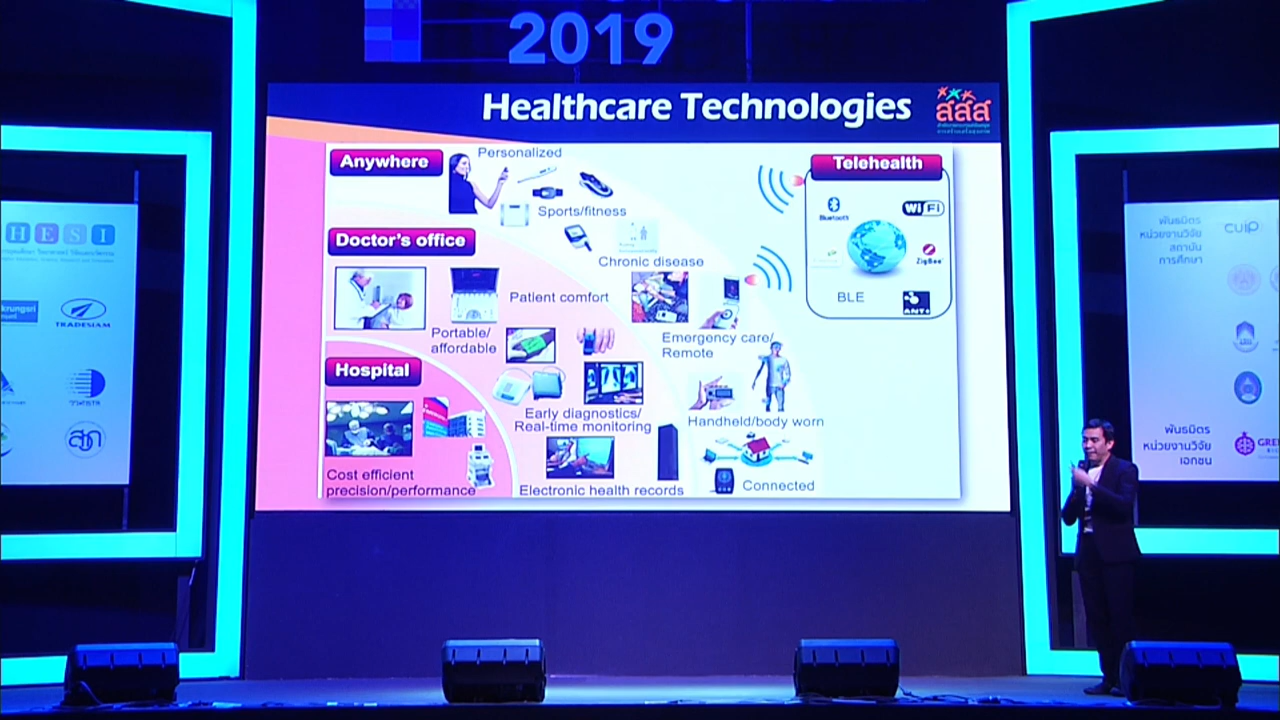 2019
Healthcare Technologies
สสส
Anywhere
Personalized
Sports/fitness
Chronic disease
Telehealth
Bluetooth
Wi Fi
ZigBee
BLE
ANT+
Doctor's office
Patient comfort
Portable/
affordable
Emergency care/
Remote
Hospital
Early diagnostics/
Real-time monitoring
Handheld/body worn
Cost efficient
precision/performance
Electronic health records
Connected
HESI
krungsri
TRADESIAM
พันธมิตร
หน่วยงานวิจัย
สถาบัน
การศึกษา
CUIP
พันธมิตร
หน่วยงานวิจัย
เอกชน